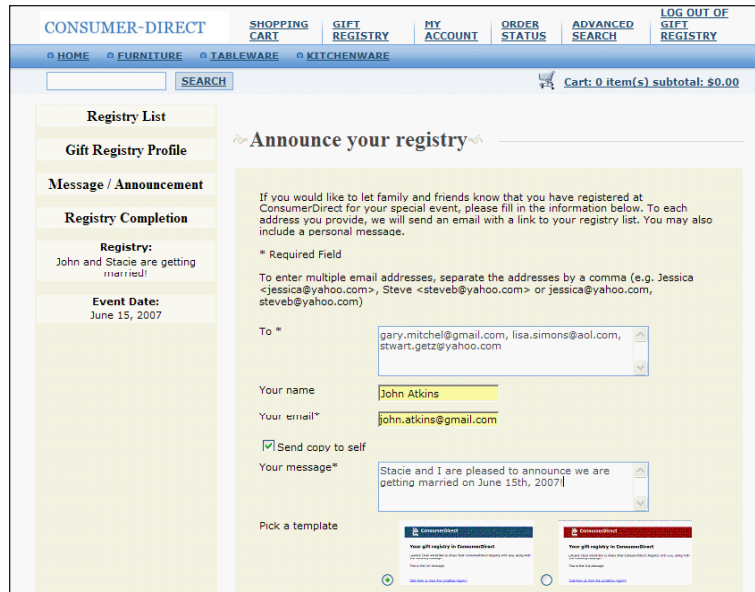 CONSUMER~DIRECT
SHOPPING CART
GIFT REGISTRY
MY ACCOUNT
ORDER STATUS
ADVANCED SEARCH
LOG OUT OF GIFT REGISTRY
HOME FURNITURE TABLEWARE KITCHENWARE
SEARCH
Cart: 0 item(s) subtotal: $0.00
Registry List
Gift Registry Profile
Message / Announcement
Registry Completion
Registry:
John and Stacie are getting
married!
Event Date:
June 15, 2007
Announce your registry
If you would like to let family and friends know that you have registered at
ConsumerDirect for your special event, please fill in the information below. To each
address you provide, we will send an email with a link to your registry list. You may also
include a personal message.
* Required Field
To enter multiple email addresses, separate the addresses by a comma (e.g. Jessica
<jessica@yahoo.com>, Steve <steveb@yahoo.com> or jessica@yahoo.com,
steveb@yahoo.com)
To *
gary.mitchel@gmail.com, lisa.simons@aol.com,
stwart.getz@yahoo.com
Your name
John Atkins
Your email*
john.atkins@gmail.com
Send copy to self
Your message*
Stacie and I are pleased to announce we are
getting married on June 15th, 2007!
Pick a template
ConsumerDirect
Your gift registry in ConsumerDirect
ConsumerDirect
Your gift registry in ConsumerDirect